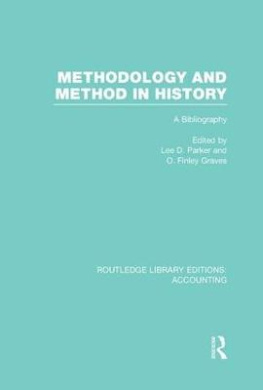 METHODOLOGY AND
METHOD IN HISTORY
A Bibliography
Edited by
Lee D. Parker and
O. Finley Graves
ROUTLEDGE LIBRARY EDITIONS:
ACCOUNTING